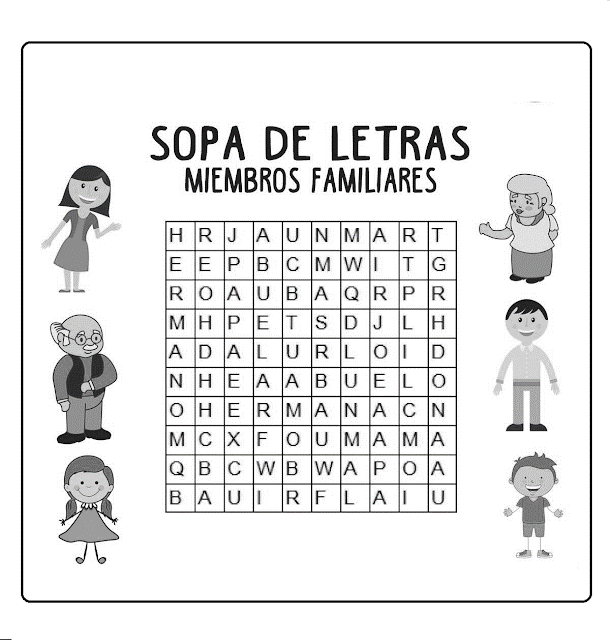 SOPA DE LETRAS
MIEMBROS FAMILIARES
H R J A U N M A R T
E E P B C M W I T G
R O A U B A Q R P R
M H P E T S D J L H
A D A L U R L O I D
N H E A A B U E L O
O H E R M A N A C N
M C X F O U M A M A
Q B C W B W A P O A
B A U I R F L A I U